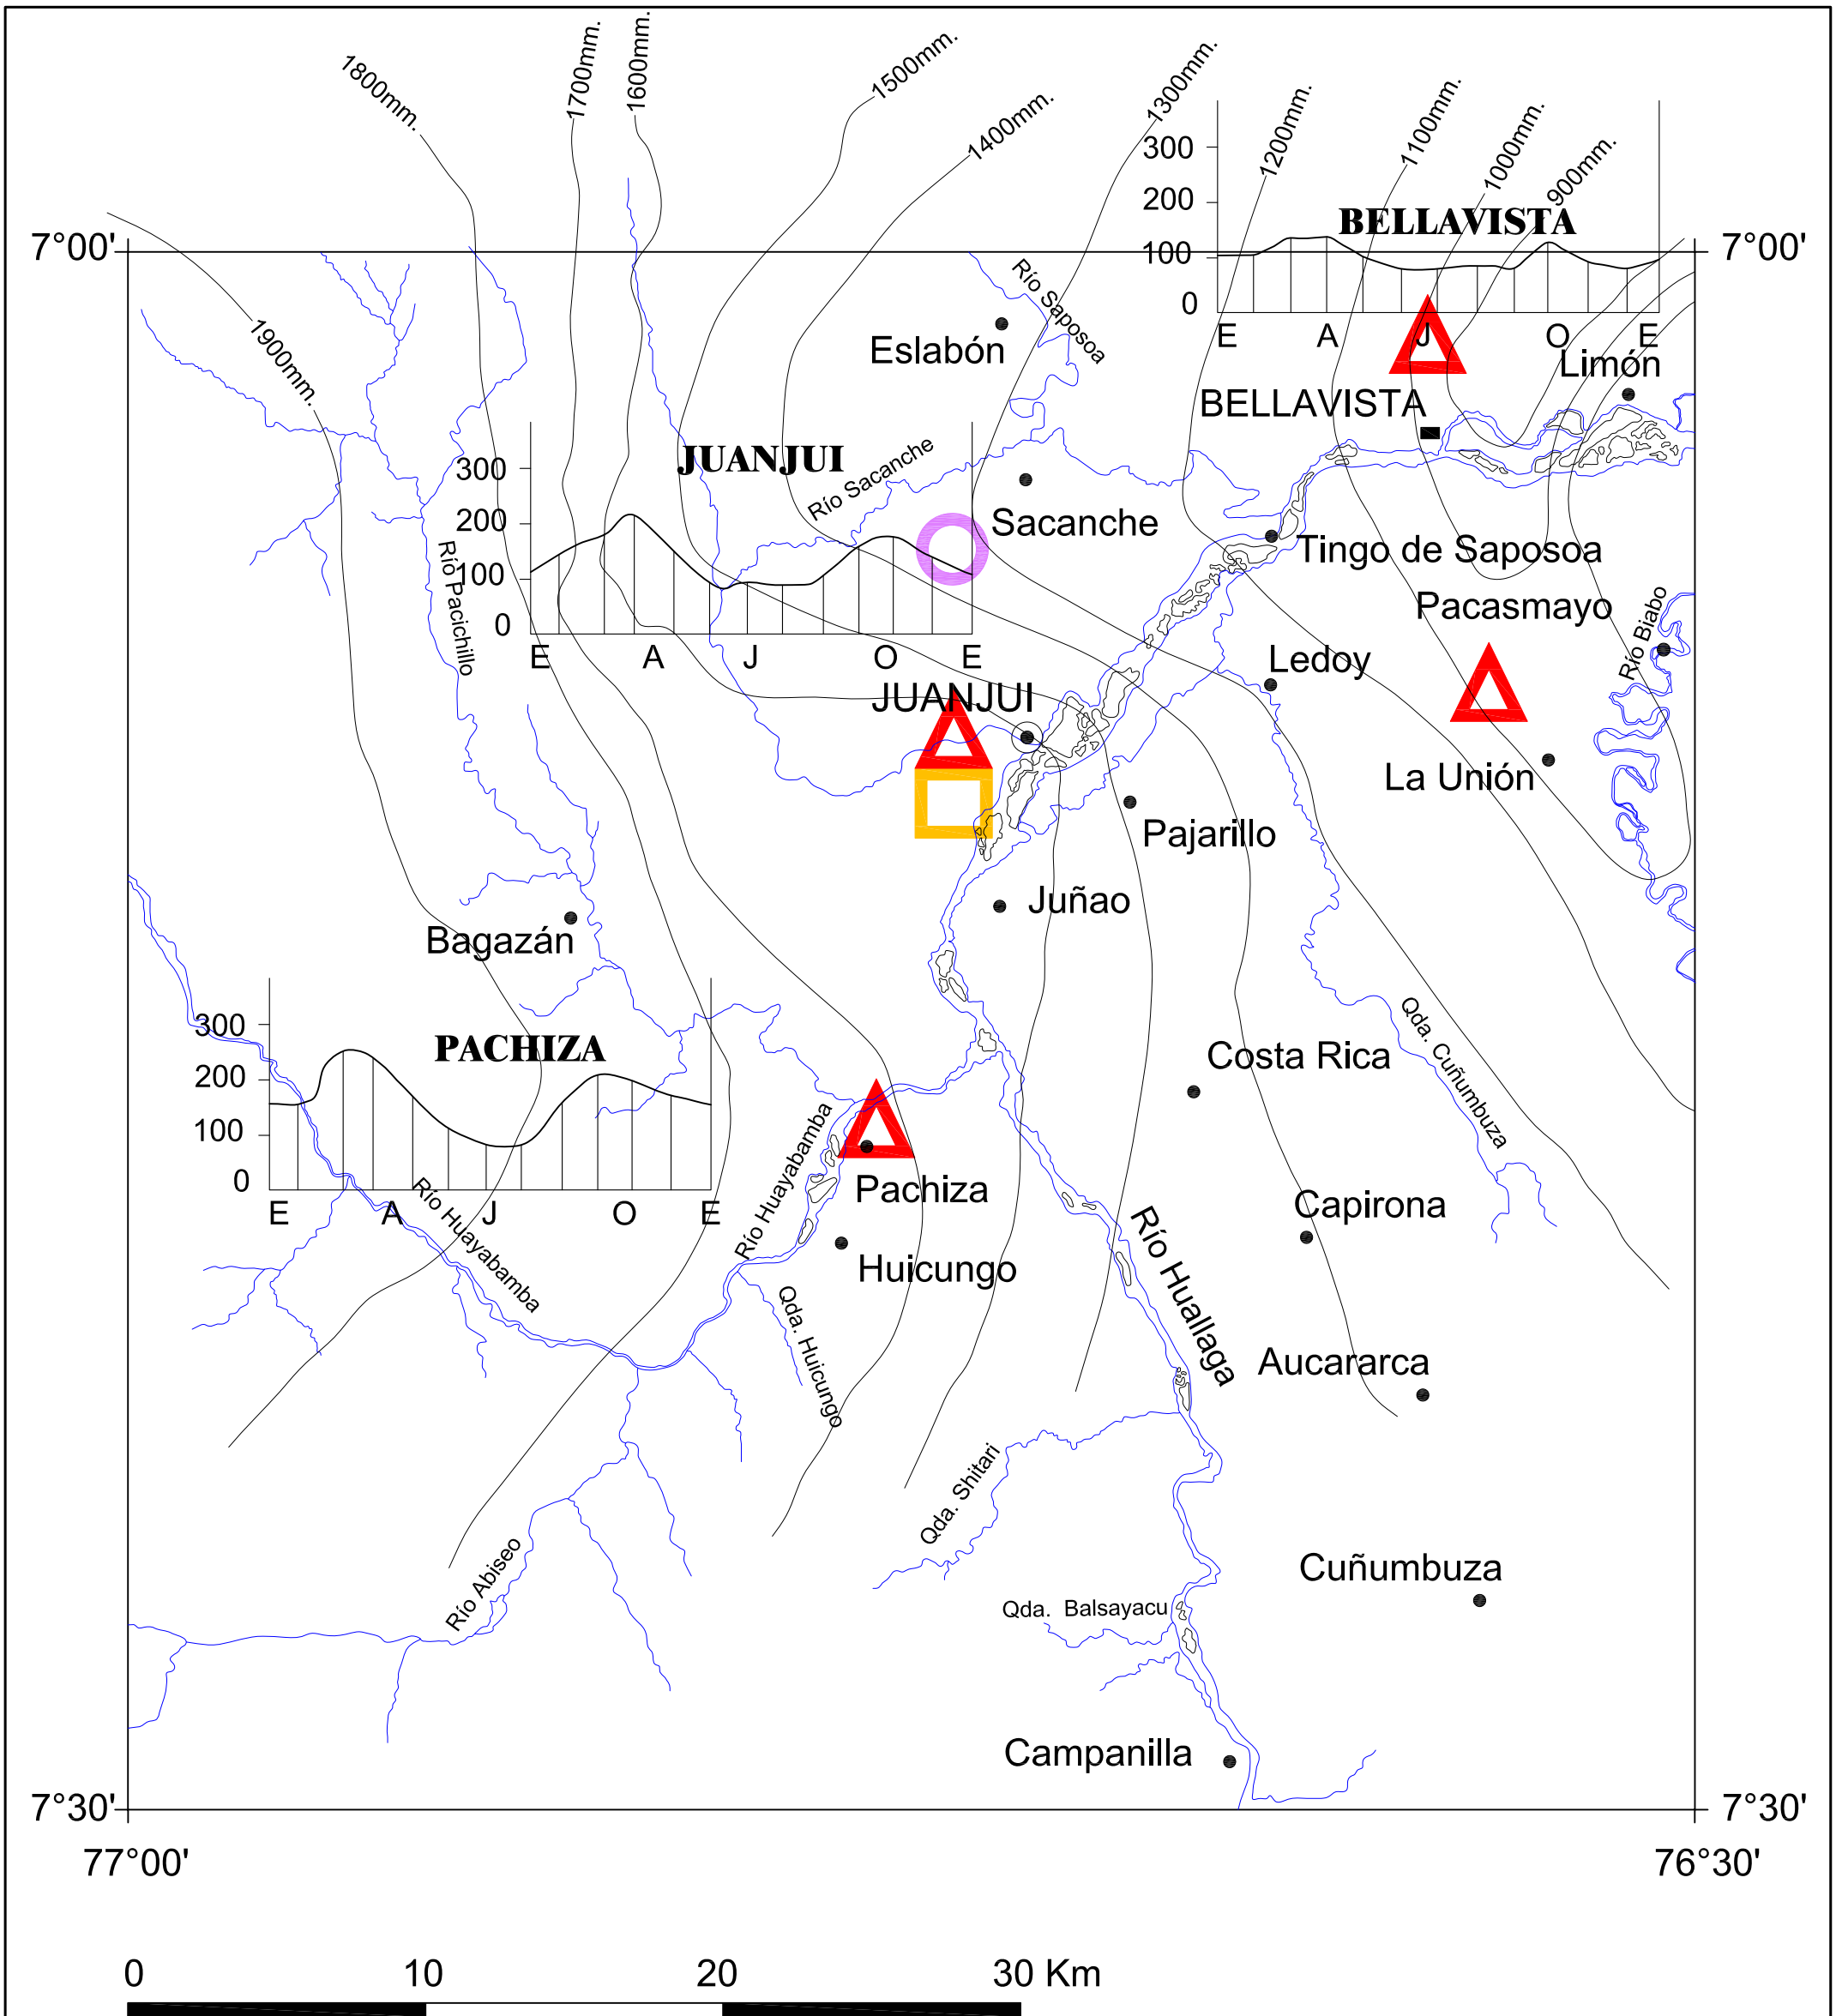 1800mm.
1700mm.
1600mm.
1500mm.
1400mm.
1300mm.
1200mm.
1100mm.
1000mm.
900mm.
1900mm.
7°00'
7°00'
300
200
100
0
BELLAVISTA
E A J O E
Río Saposoa
Eslabón
Limón
BELLAVISTA
300
200
100
0
JUANJUI
E A J O E
Río Sacanche
Sacanche
Tingo de Saposoa
Río Pacichillo
Pacasmayo
Río Biabo
Ledoy
JUANJUI
La Unión
Pajarillo
Juñao
Bagazán
300
200
100
0
PACHIZA
E A J O E
Costa Rica
Qda. Cuñumbuza
Río Huayabamba
Río Huayabamba
Pachiza
Capirona
Huicungo
Río Huallaga
Qda. Huicungo
Aucararca
Qda. Shitari
Río Abiseo
Cuñumbuza
Qda. Balsayacu
Campanilla
7°30'
7°30'
77°00'
76°30'
0 10 20 30 Km